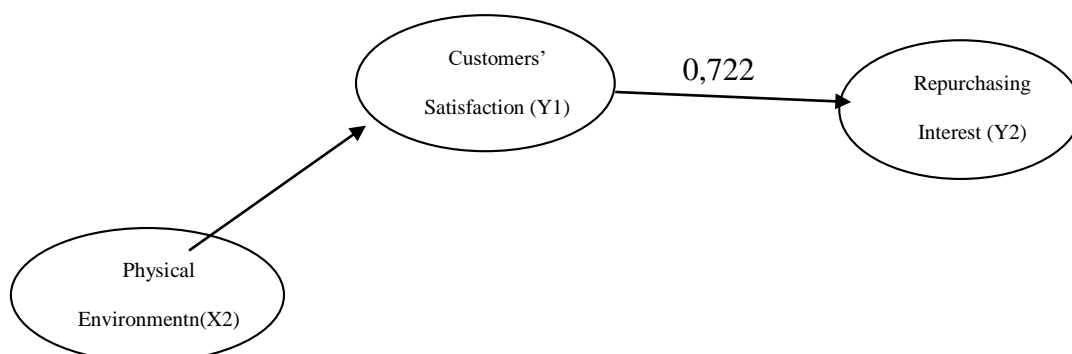 Customers’
Satisfaction (Y1)
0,722
Repurchasing
Interest (Y2)
Physical
Environmentn(X2)